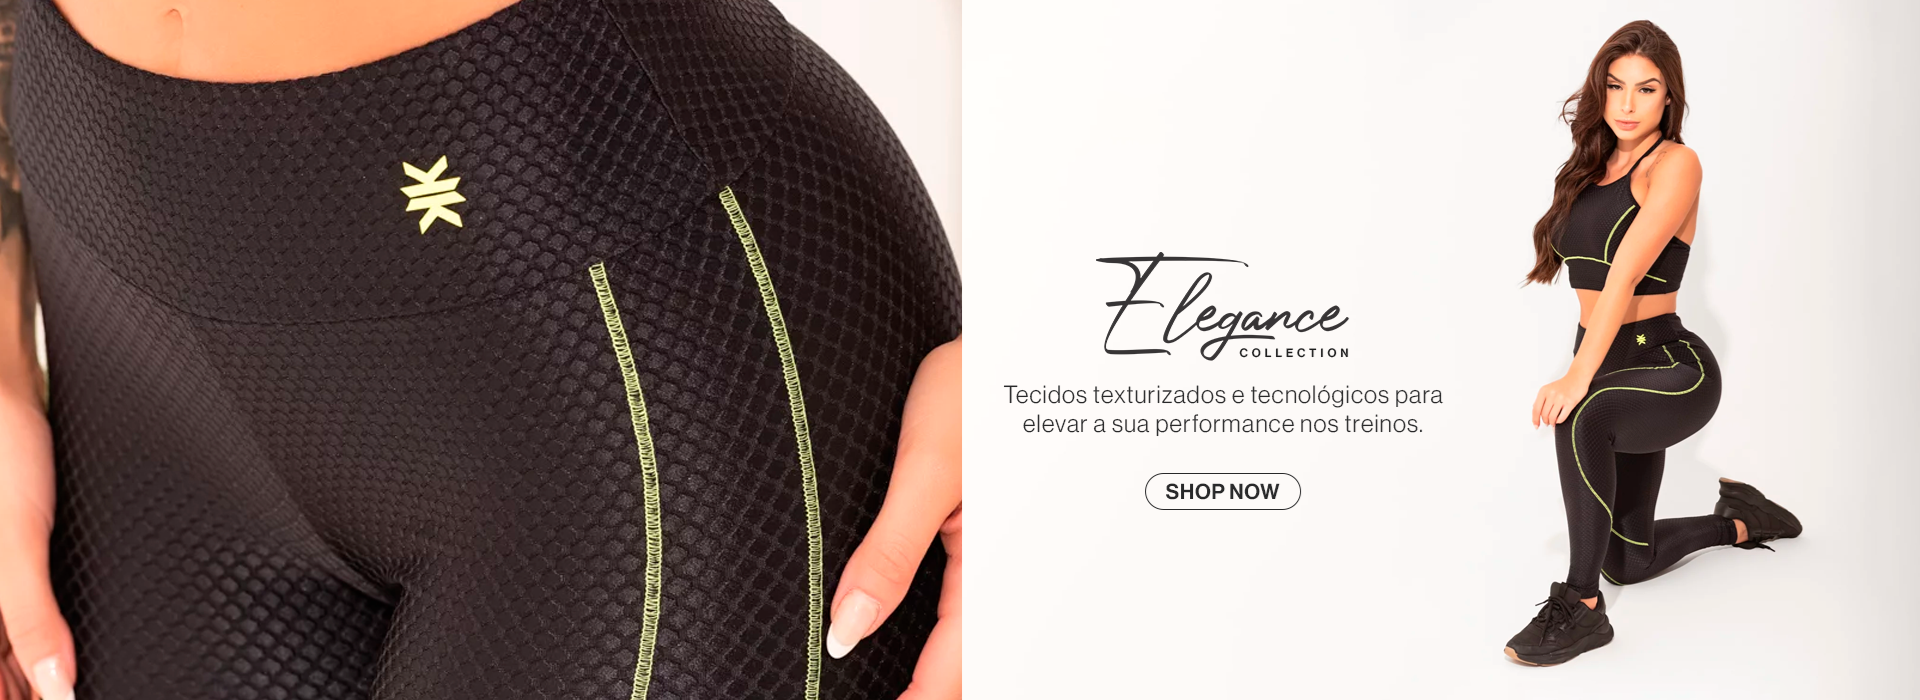 Elegance
COLLECTION
Tecidos texturizados e tecnológicos para
elevar a sua performance nos treinos.
SHOP NOW